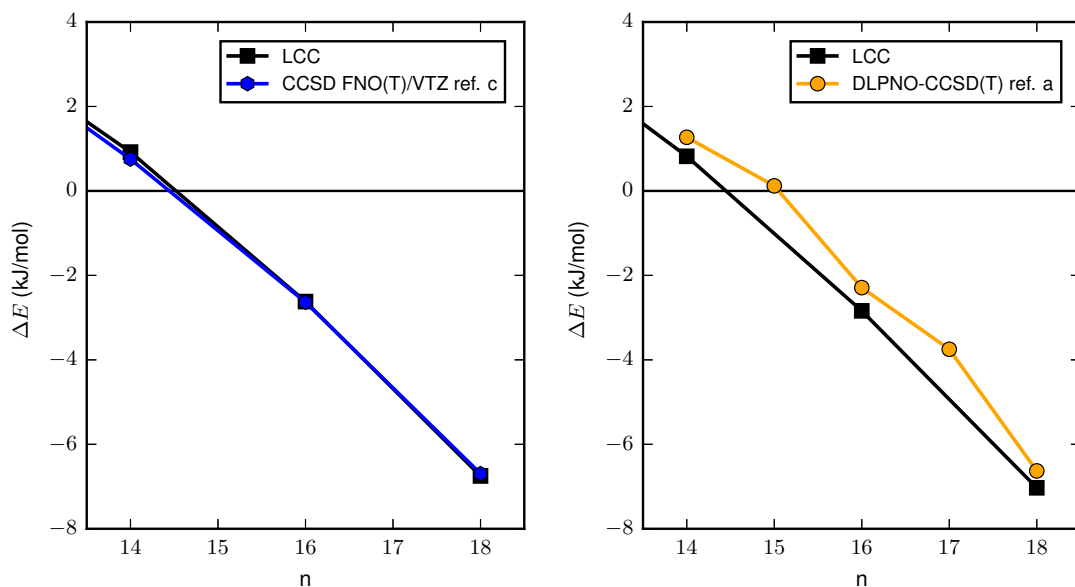 LCC
CCSD FNO(T)/VTZ ref. c
4
2
0
−2
−4
−6
−8
ΔE (kJ/mol)
14 15 16 17 18
n
LCC
DLPNO-CCSD(T) ref. a
4
2
0
−2
−4
−6
−8
ΔE (kJ/mol)
14 15 16 17 18
n